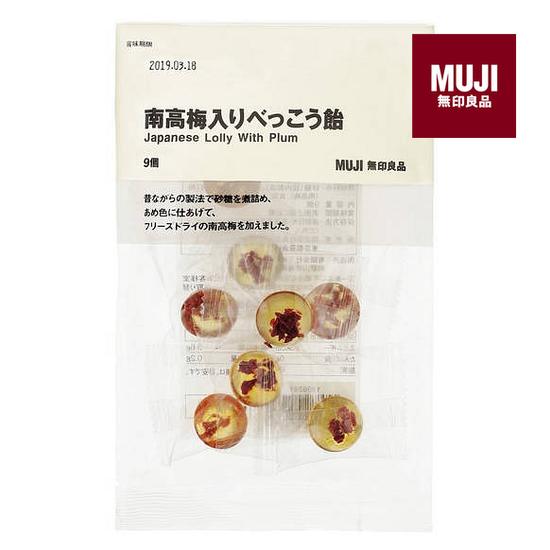 賞味期限
2019.03.18
MUJI
無印良品
南高梅入りべっこう飴
Japanese Lolly With Plum
9個
MUJI 無印良品
昔ながらの製法で砂糖を煮詰め、
あめ色に仕あげて、
フリーズドライの南高梅を加えました。